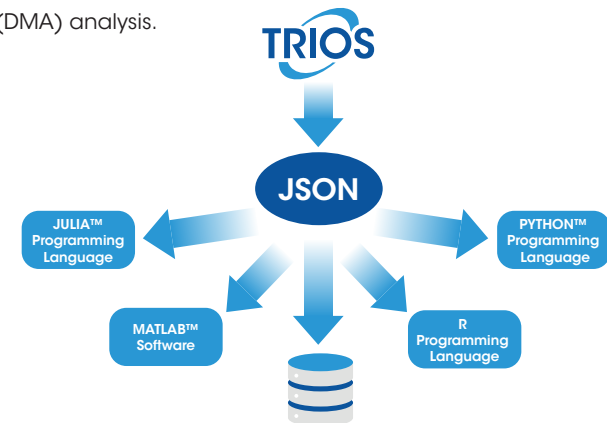 (DMA) analysis.
TRIOS
JSON
JULIA™
Programming
Language
PYTHON™
Programming
Language
MATLAB™
Software
R
Programming
Language